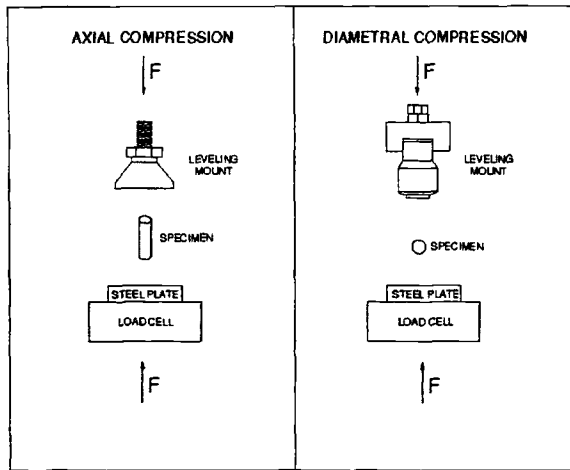 AXIAL COMPRESSION
F
LEVELING
MOUNT
SPECIMEN
STEEL PLATE
LOAD CELL
F
DIAMETRAL COMPRESSION
F
LEVELING
MOUNT
SPECIMEN
STEEL PLATE
LOAD CELL
F